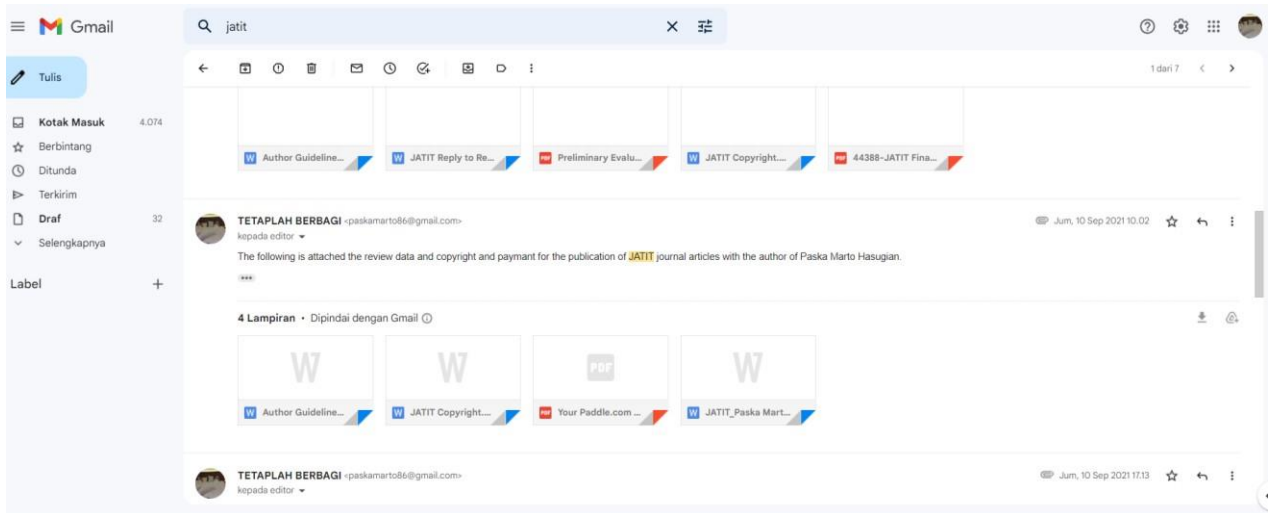 Gmail
jatit
Tulis
1 dari 7
Kotak Masuk 4.074
Berbintang
Ditunda
Terkirim
Draf 32
Selengkapnya
Label
W Author Guideline...
W JATIT Reply to Re...
PDF Preliminary Evalu...
W JATIT Copyright....
PDF 44388-JATIT Fina...
TETAPLAH BERBAGI <paskamarto86@gmail.com> Jum, 10 Sep 2021 10.02
kepada editor
The following is attached the review data and copyright and paymant for the publication of JATIT journal articles with the author of Paska Marto Hasugian.
4 Lampiran • Dipindai dengan Gmail
W
W
PDF
W
W Author Guideline...
W JATIT Copyright....
PDF Your Paddle.com ...
W JATIT_Paska Mart...
TETAPLAH BERBAGI <paskamarto86@gmail.com> Jum, 10 Sep 2021 17.13
kepada editor